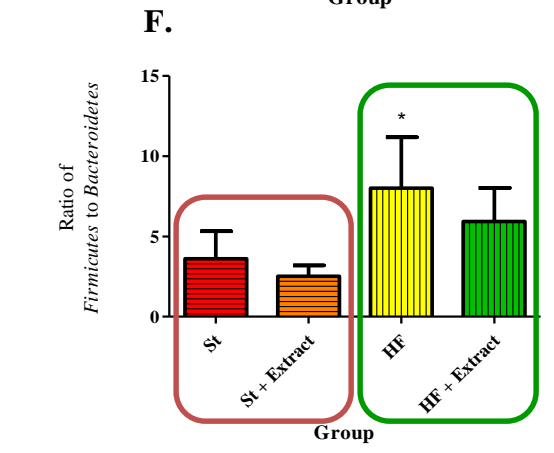 Group
F.
Ratio of
Firmicutes to Bacteroidetes
15
10
5
0
*
St
St + Extract
HF
HF + Extract
Group